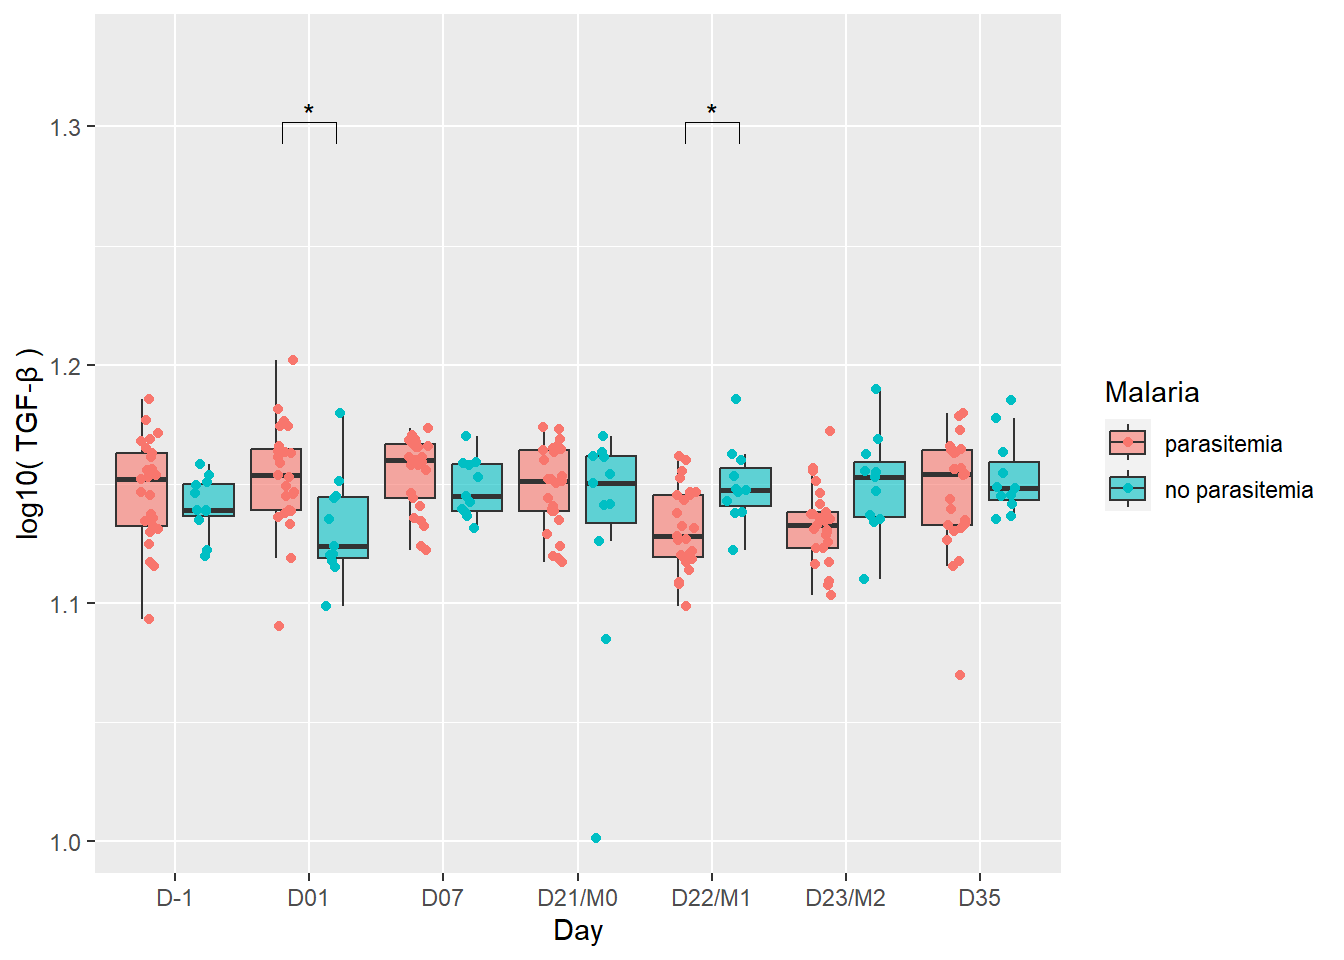 * *
1.3
1.2
1.1
1.0
log10( TGF-β )
D-1 D01 D07 D21/M0 D22/M1 D23/M2 D35
Day
Malaria
parasitemia
no parasitemia